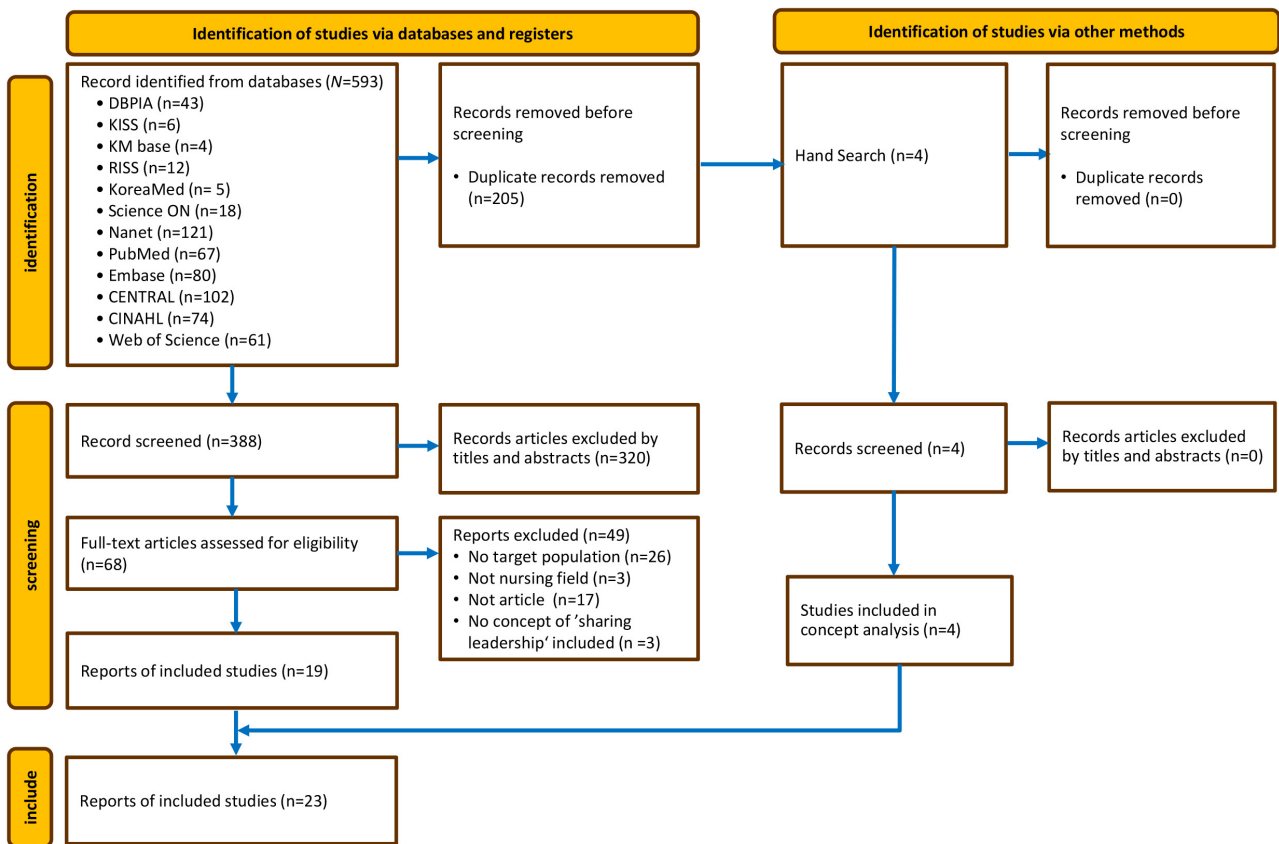 Identification of studies via databases and registers
Identification of studies via other methods
identification
Record identified from databases (N=593)
• DBPIA (n=43)
• KISS (n=6)
• KM base (n=4)
• RISS (n=12)
• KoreaMed (n= 5)
• Science ON (n=18)
• Nanet (n=121)
• PubMed (n=67)
• Embase (n=80)
• CENTRAL (n=102)
• CINAHL (n=74)
• Web of Science (n=61)
Records removed before
screening
• Duplicate records removed
(n=205)
Hand Search (n=4)
Records removed before
screening
• Duplicate records
removed (n=0)
screening
Record screened (n=388)
Records articles excluded by
titles and abstracts (n=320)
Records screened (n=4)
Records articles excluded
by titles and abstracts (n=0)
Full-text articles assessed for eligibility
(n=68)
Reports excluded (n=49)
• No target population (n=26)
• Not nursing field (n=3)
• Not article  (n=17)
• No concept of ’sharing
leadership‘ included (n =3)
Studies included in
concept analysis (n=4)
Reports of included studies (n=19)
include
Reports of included studies (n=23)